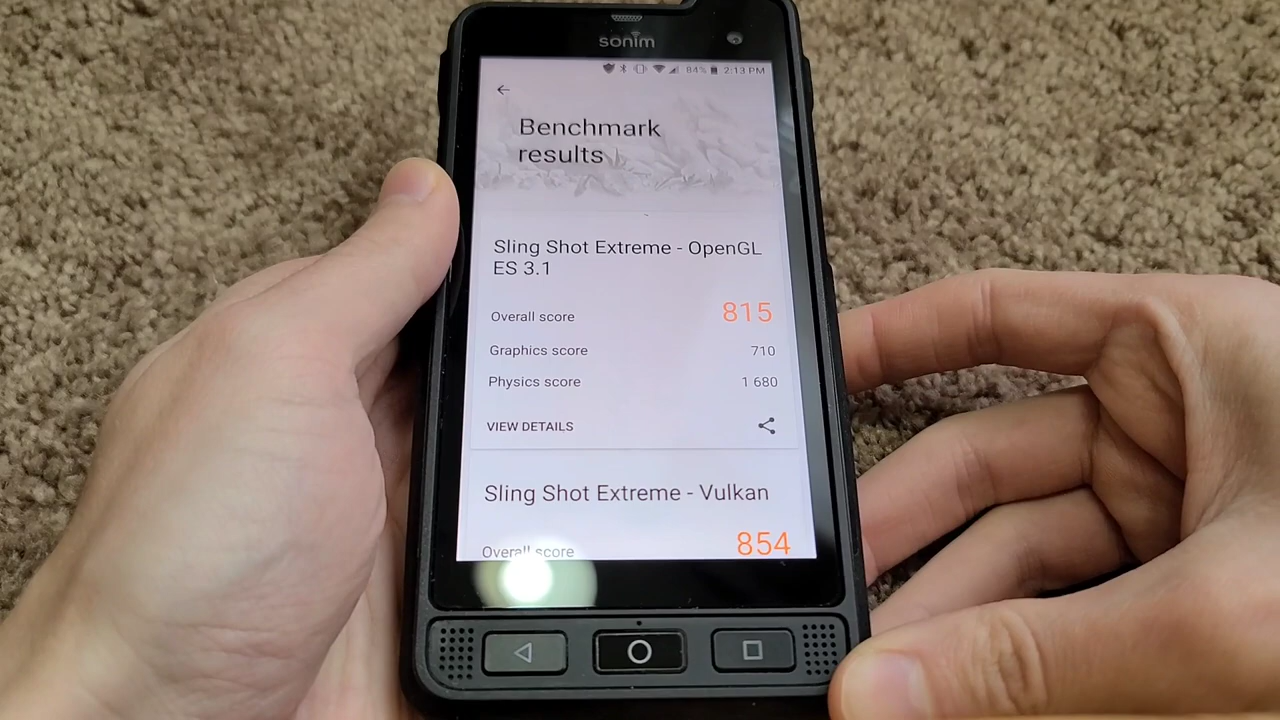 sonim
84% 2:13 PM
Benchmark
results
Sling Shot Extreme - OpenGL
ES 3.1
Overall score 815
Graphics score 710
Physics score 1 680
VIEW DETAILS
Sling Shot Extreme - Vulkan
Overall score 854